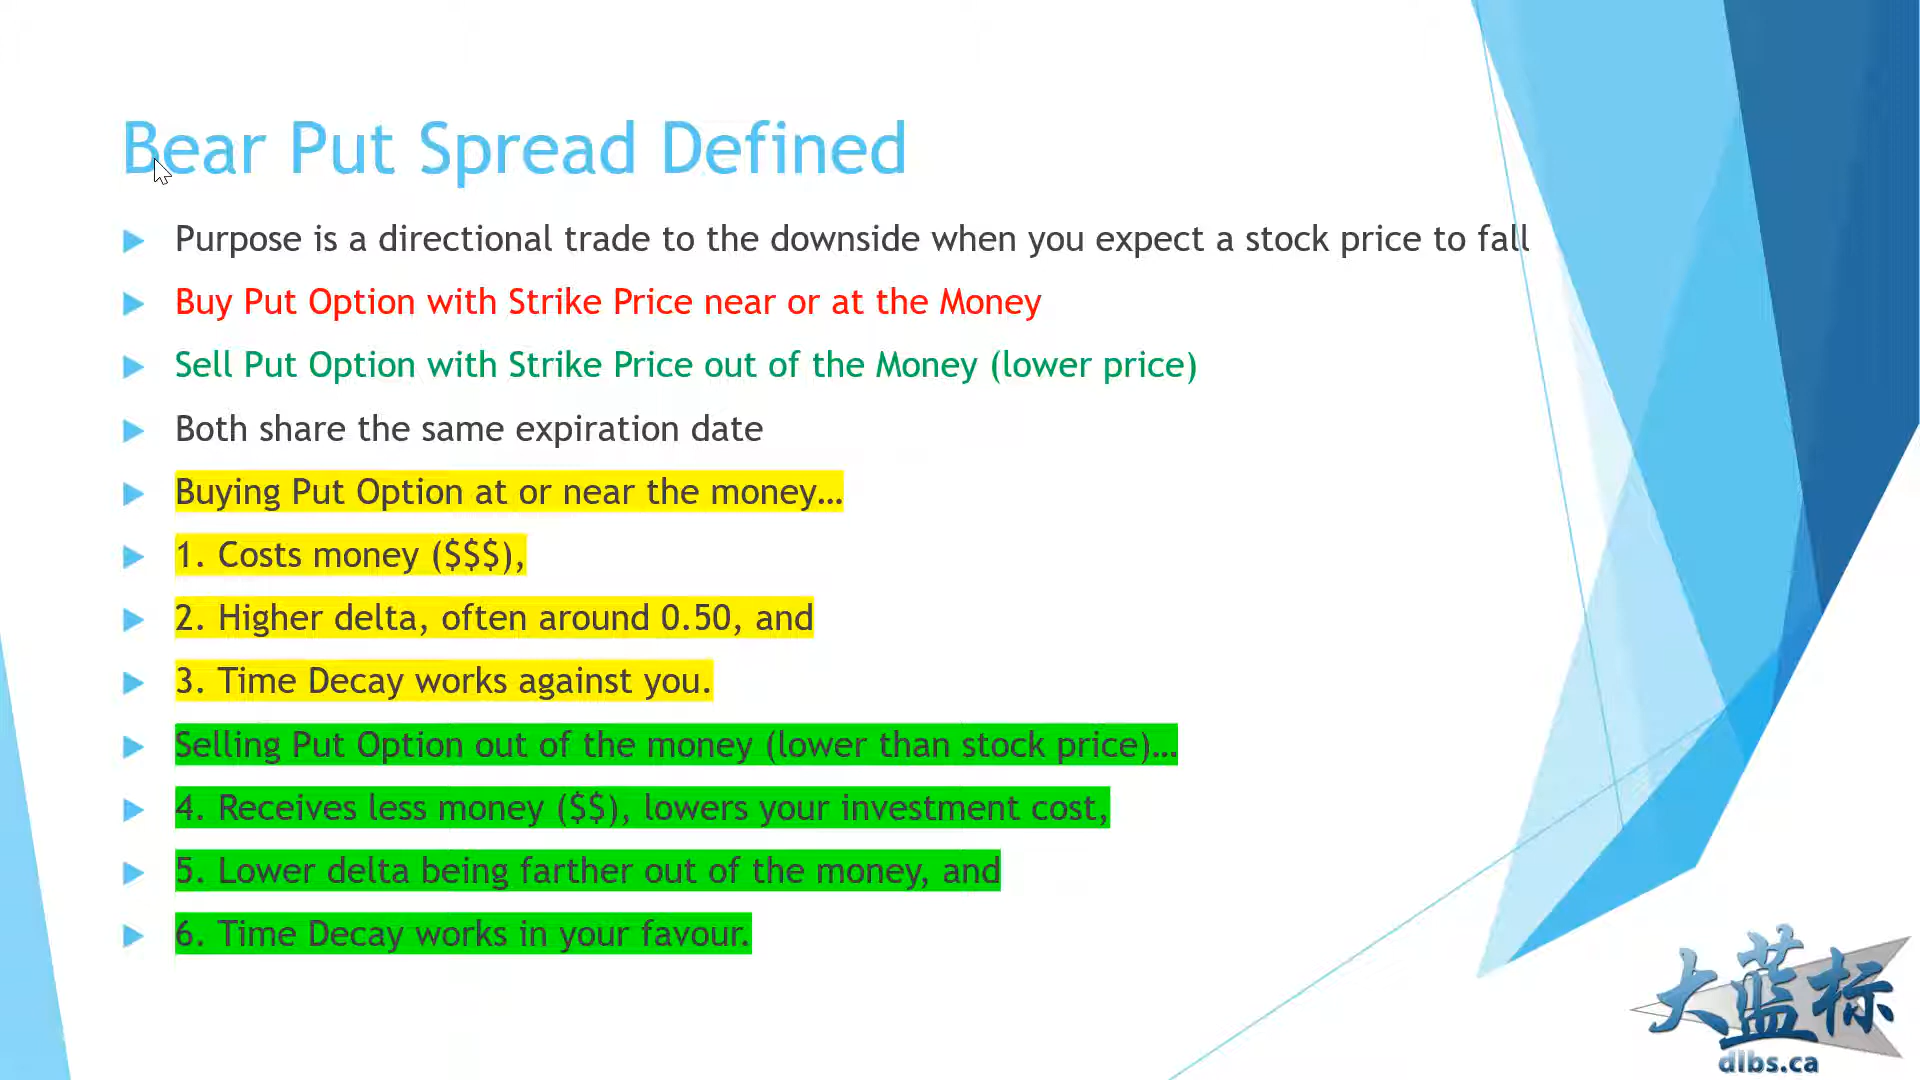 Bear Put Spread Defined
Purpose is a directional trade to the downside when you expect a stock price to fall
Buy Put Option with Strike Price near or at the Money
Sell Put Option with Strike Price out of the Money (lower price)
Both share the same expiration date
Buying Put Option at or near the money…
1. Costs money ($$$),
2. Higher delta, often around 0.50, and
3. Time Decay works against you.
Selling Put Option out of the money (lower than stock price)…
4. Receives less money ($$), lowers your investment cost,
5. Lower delta being farther out of the money, and
6. Time Decay works in your favour.
大蓝标
dlbs.ca